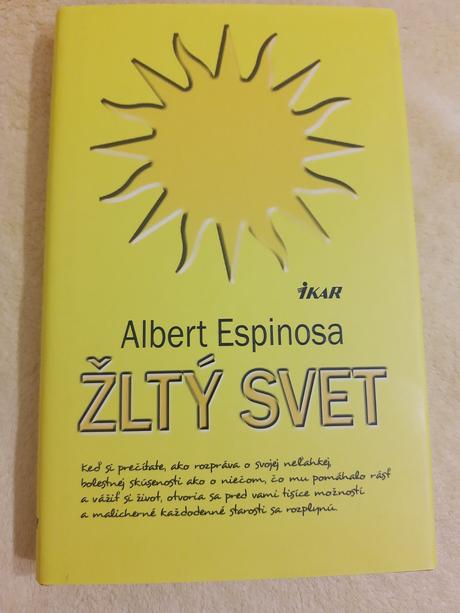 iKAR
Albert Espinosa
ŽLTÝ SVET
Keď si prečítate, ako rozpráva o svojej neľahkej,
bolestnej skúsenosti ako o niečom, čo mu pomáhalo rásť
a vážiť si život, otvoria sa pred vami tisíce možností
a malicherné každodenné starosti sa rozplynú.